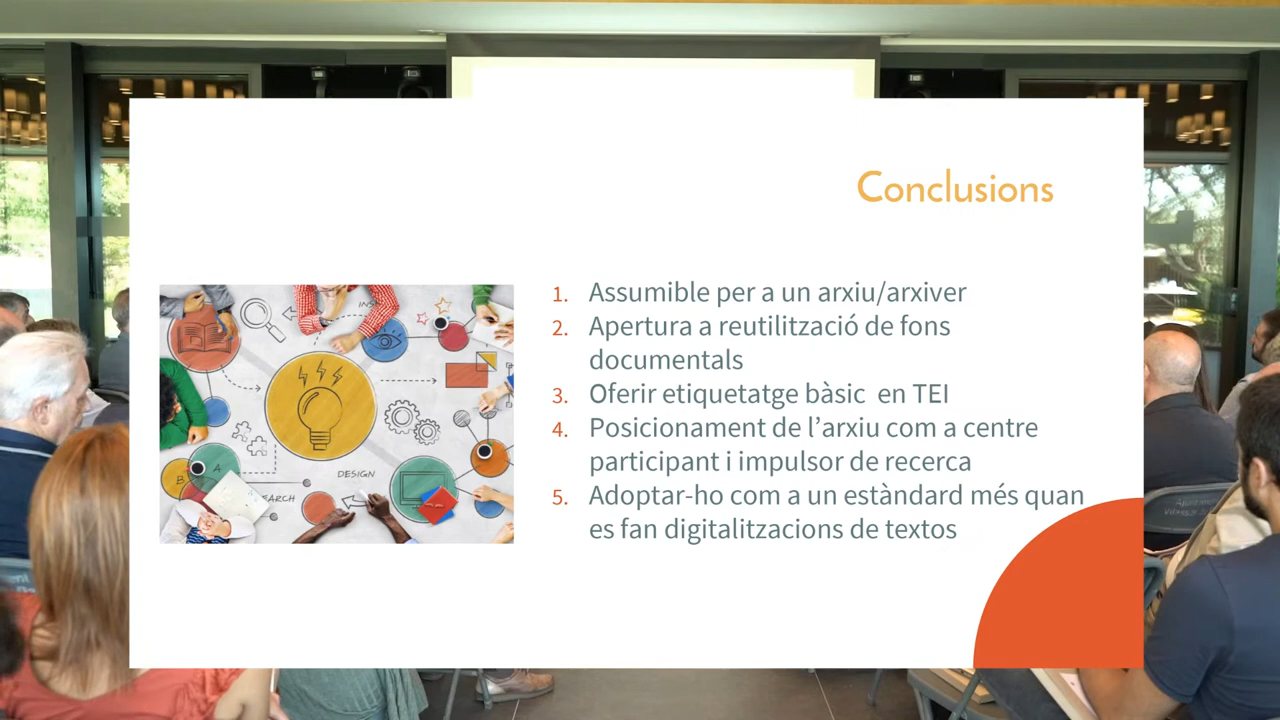 Conclusions
1. Assumible per a un arxiu/arxiver
2. Apertura a reutilització de fons
documentals
3. Oferir etiquetatge bàsic  en TEI
4. Posicionament de l’arxiu com a centre
participant i impulsor de recerca
5. Adoptar-ho com a un estàndard més quan
es fan digitalitzacions de textos
A
B
DESIGN